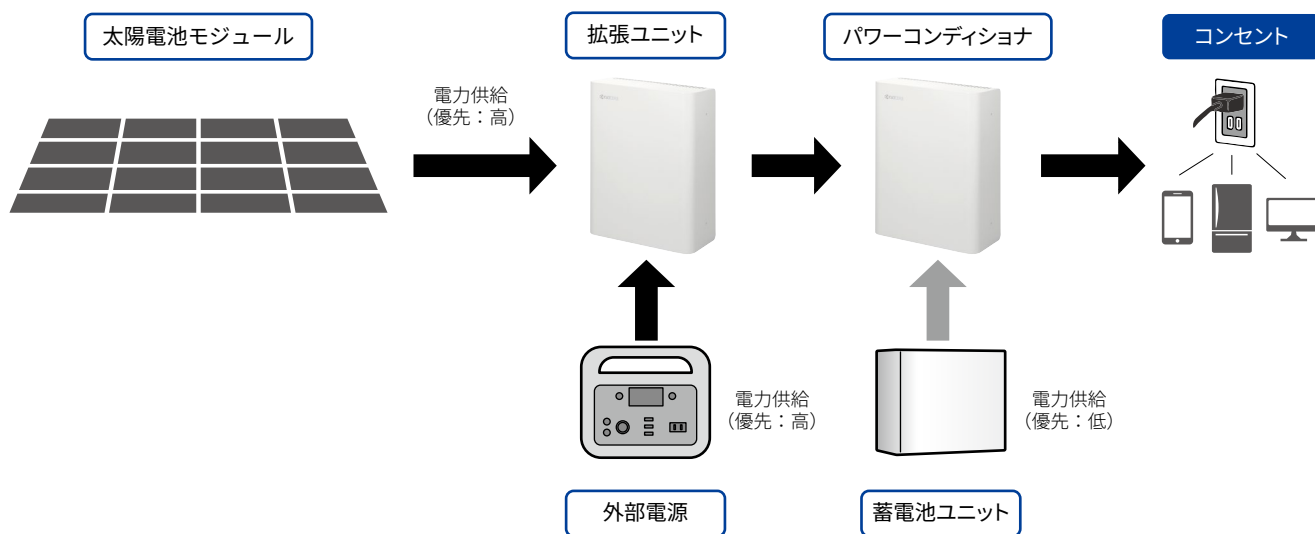 太陽電池モジュール
拡張ユニット
パワーコンディショナ
コンセント
電力供給
（優先：高）
電力供給
（優先：高）
電力供給
（優先：低）
外部電源
蓄電池ユニット